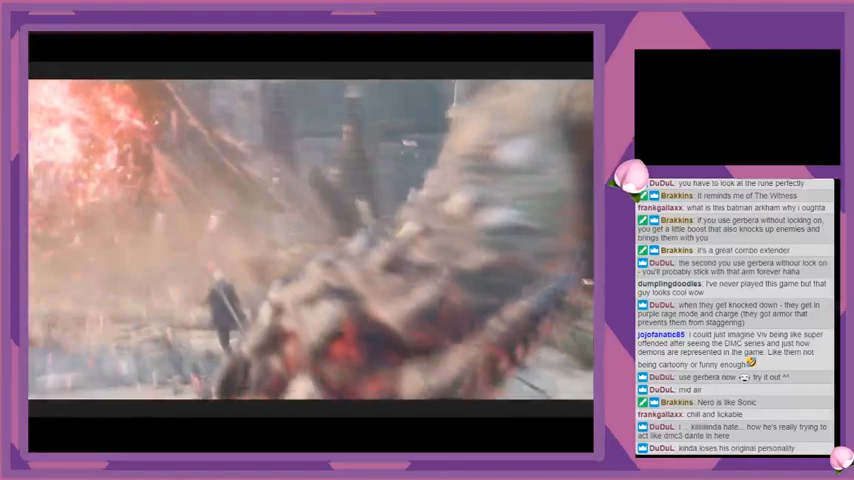 DuDuL: you have to look at the rune perfectly
Brakkins: It reminds me of The Witness
frankgallaxx: what is this batman arkham why i oughta
Brakkins: if you use gerbera without locking on,
you get a little boost that also knocks up enemies and
brings them with you
Brakkins: it's a great combo extender
DuDuL: the second you use gerbera withour lock on
- you'll probably stick with that arm forever haha
dumplingdoodles: I've never played this game but that
guy looks cool wow
DuDuL: when they get knocked down - they get in
purple rage mode and charge (they got armor that
prevents them from staggering)
jojofanatic85: I could just imagine Viv being like super
offended after seeing the DMC series and just how
demons are represented in the game: Like them not
being cartoony or funny enough🤣
DuDuL: use gerbera now try it out ^^
DuDuL: mid air
Brakkins: Nero is like Sonic
frankgallaxx: chill and lickable
DuDuL: i ... kiiiiiiinda hate... how he's really trying to
act like dmc3 dante in here
DuDuL: kinda loses his original personality